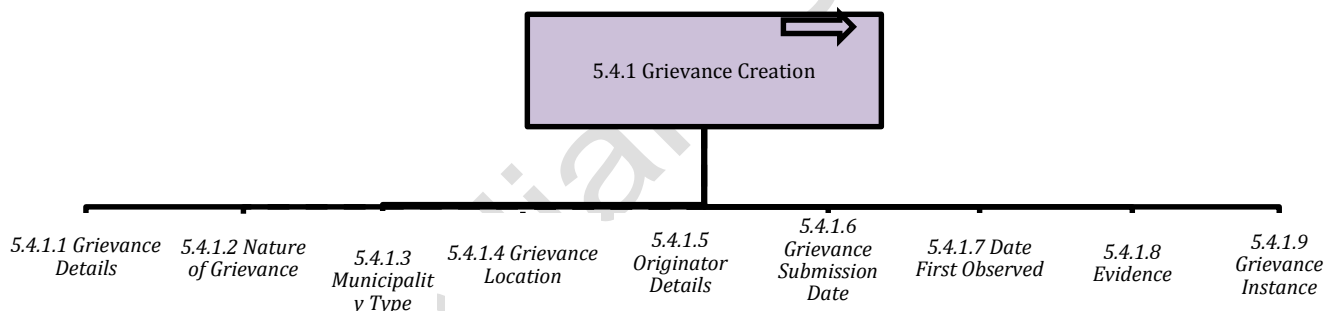 5.4.1 Grievance Creation
5.4.1.1 Grievance
Details
5.4.1.2 Nature
of Grievance
5.4.1.3
Municipalit
y Type
5.4.1.4 Grievance
Location
5.4.1.5
Originator
Details
5.4.1.6
Grievance
Submission
Date
5.4.1.7 Date
First Observed
5.4.1.8
Evidence
5.4.1.9
Grievance
Instance